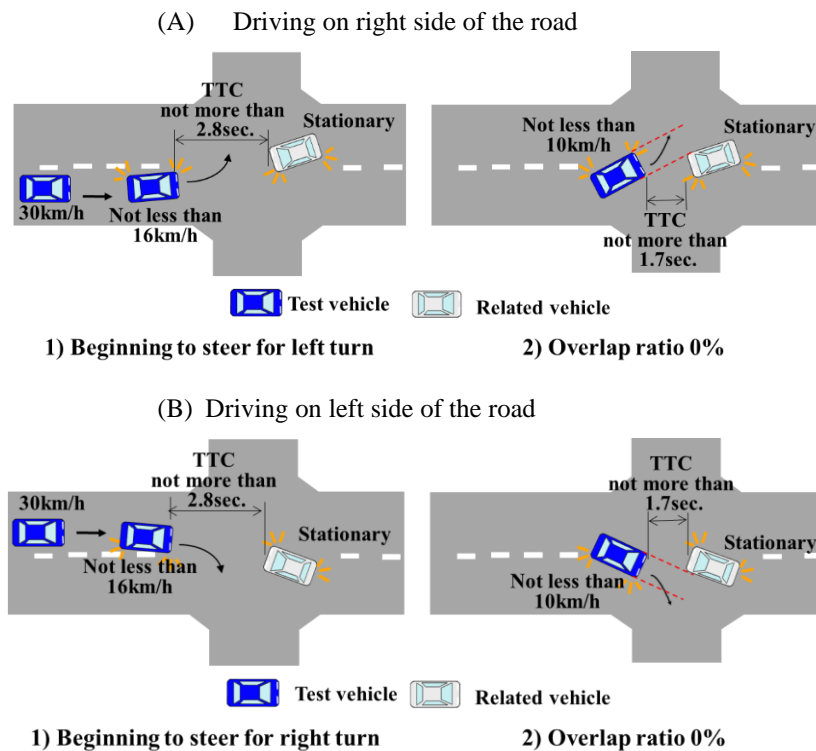 (A) Driving on right side of the road
TTC
not more than
2.8sec.
Stationary
30km/h
Not less than
16km/h
Not less than
10km/h
Stationary
TTC
not more than
1.7sec.
Test vehicle
Related vehicle
1) Beginning to steer for left turn
2) Overlap ratio 0%
(B) Driving on left side of the road
30km/h
TTC
not more than
2.8sec.
Stationary
Not less than
16km/h
TTC
not more than
1.7sec.
Stationary
Not less than
10km/h
Test vehicle
Related vehicle
1) Beginning to steer for right turn
2) Overlap ratio 0%